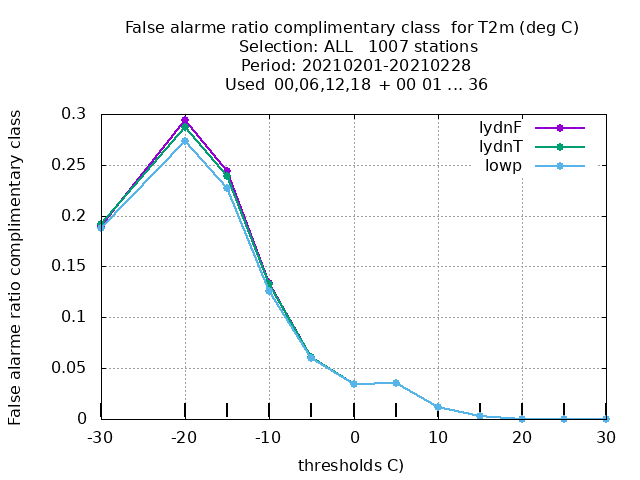 False alarme ratio complimentary class  for T2m (deg C)
Selection: ALL   1007 stations
Period: 20210201-20210228
Used  00,06,12,18  + 00 01 ... 36
False alarme ratio complimentary class
lydnF
lydnT
lowp
0.3
0.25
0.2
0.15
0.1
0.05
0
-30 -20 -10 0 10 20 30
thresholds C)